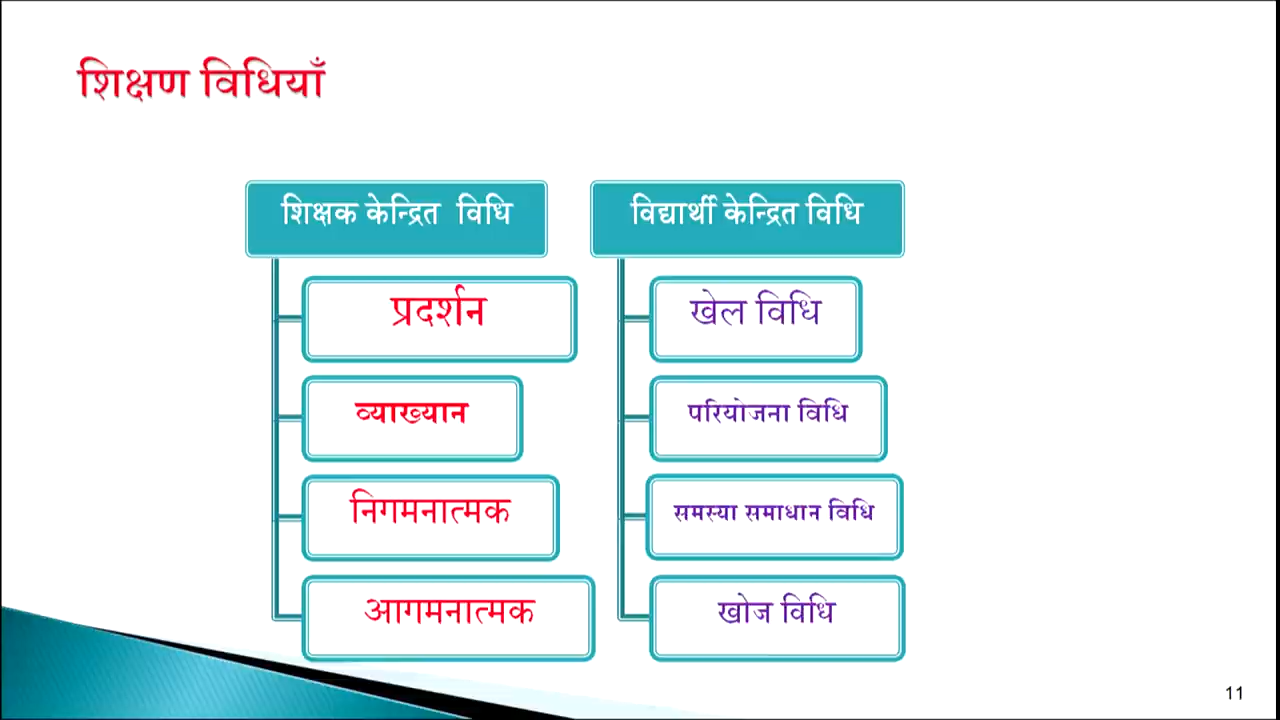 शिक्षण विधियाँ
शिक्षक केन्द्रित विधि
प्रदर्शन
व्याख्यान
निगमनात्मक
आगमनात्मक
विद्यार्थी केन्द्रित विधि
खेल विधि
परियोजना विधि
समस्या समाधान विधि
खोज विधि
11